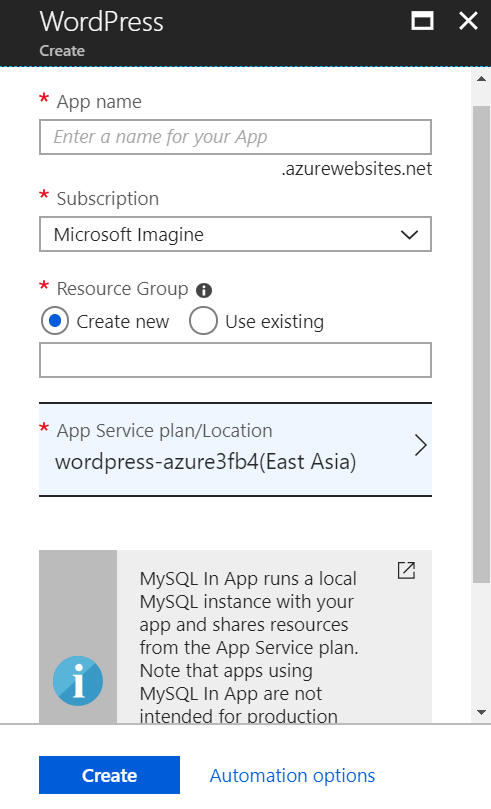 WordPress
Create
* App name
Enter a name for your App
.azurewebsites.net
* Subscription
Microsoft Imagine
* Resource Group
Create new Use existing
* App Service plan/Location
wordpress-azure3fb4(East Asia)
MySQL In App runs a local
MySQL instance with your
app and shares resources
from the App Service plan.
Note that apps using
MySQL In App are not
intended for production
Create Automation options